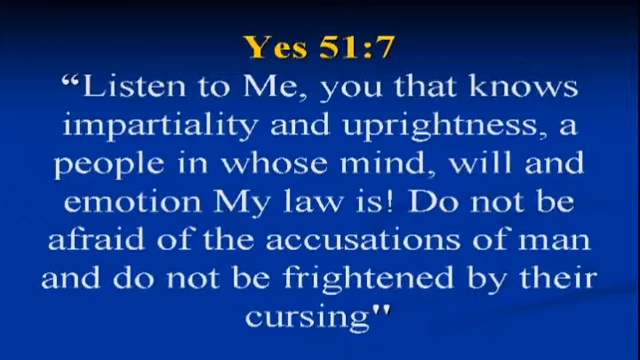 Yes 51:7
“Listen to Me, you that knows
impartiality and uprightness, a
people in whose mind, will and
emotion My law is! Do not be
afraid of the accusations of man
and do not be frightened by their
cursing"